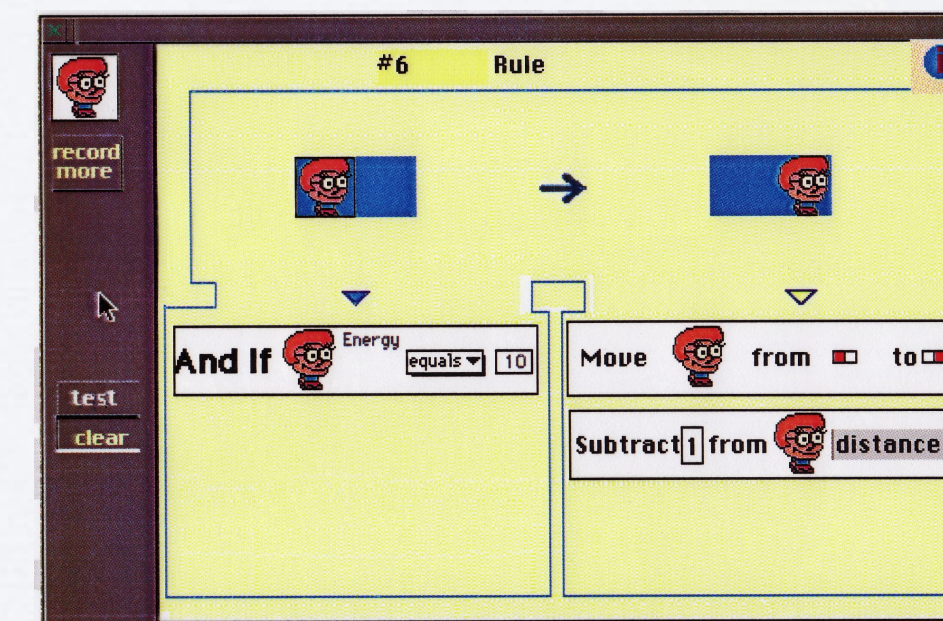 #6 Rule
record
more
And If Energy equals 10
Move from to
Subtract 1 from distance
test
clear